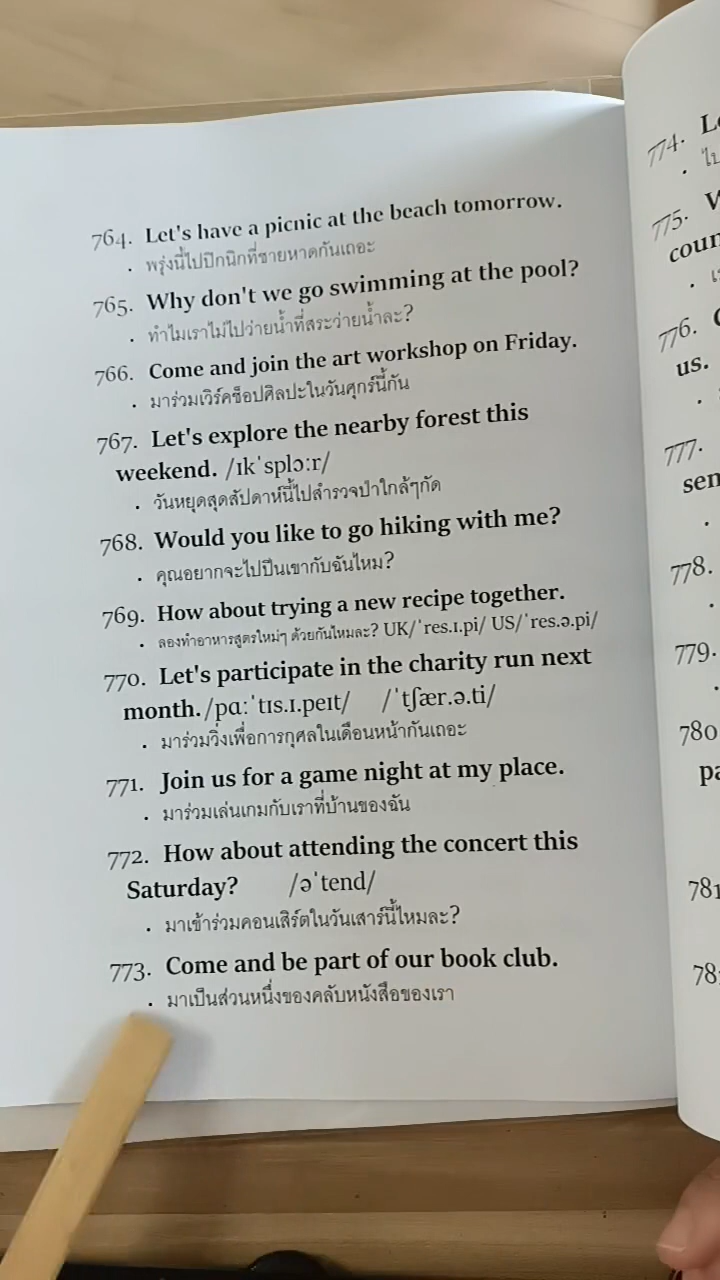 764. Let's have a picnic at the beach tomorrow.
• พรุ่งนี้ไปปิกนิกที่ชายหาดกันเถอะ
765. Why don't we go swimming at the pool?
• ทำไมเราไม่ไปว่ายน้ำที่สระว่ายน้ำล่ะ?
766. Come and join the art workshop on Friday.
• มาร่วมเวิร์คช็อปศิลปะในวันศุกร์นี้กัน
767. Let's explore the nearby forest this
weekend. /ɪkˈsplɔːr/
• วันหยุดสุดสัปดาห์นี้ไปสำรวจป่าใกล้ๆกัด
768. Would you like to go hiking with me?
• คุณอยากจะไปปีนเขากับฉันไหม?
769. How about trying a new recipe together.
• ลองทำอาหารสูตรใหม่ๆ ด้วยกันไหมละ? UK/ˈres.ɪ.pi/ US/ˈres.ə.pi/
770. Let's participate in the charity run next
month. /pɑːˈtɪs.ɪ.peɪt/ /ˈtʃær.ə.ti/
• มาร่วมวิ่งเพื่อการกุศลในเดือนหน้ากันเถอะ
771. Join us for a game night at my place.
• มาร่วมเล่นเกมกับเราที่บ้านของฉัน
772. How about attending the concert this
Saturday? /əˈtend/
• มาเข้าร่วมคอนเสิร์ตในวันเสาร์นี้ไหมละ?
773. Come and be part of our book club.
• มาเป็นส่วนหนึ่งของคลับหนังสือของเรา
774.
775.
coun
776.
us.
777.
sen
778.
779.
780
pa
781
78